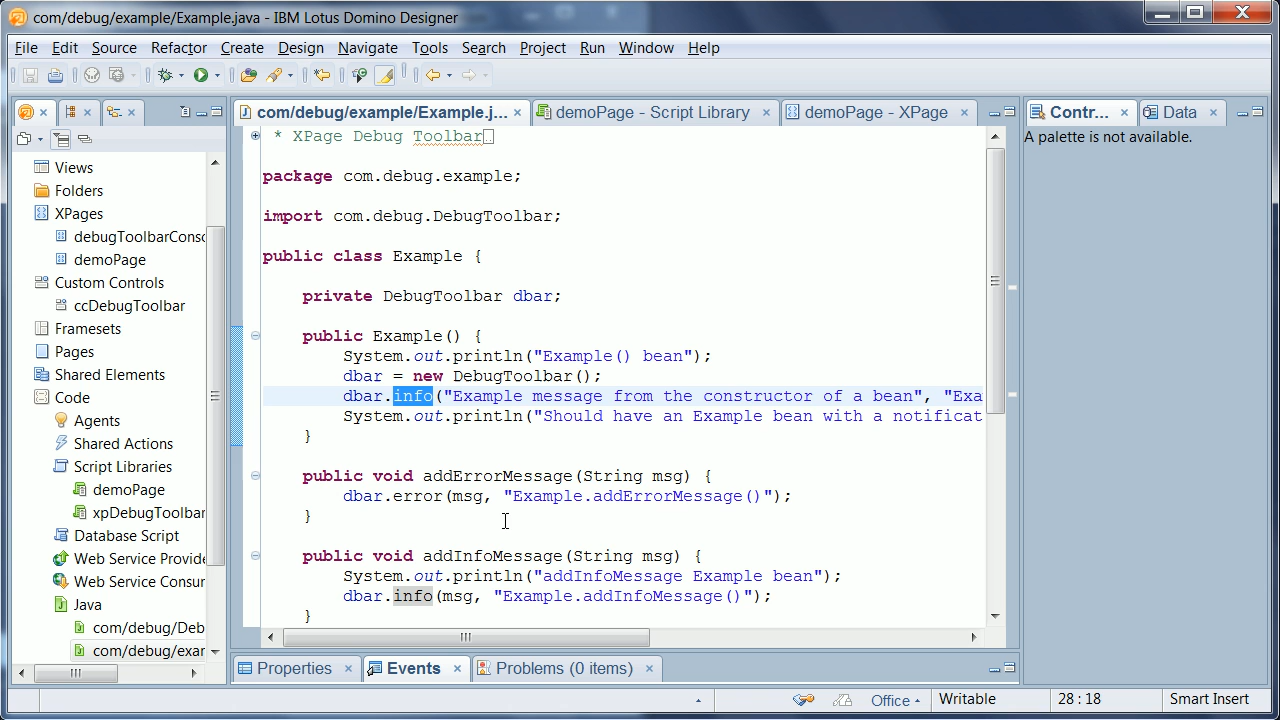 com/debug/example/Example.java - IBM Lotus Domino Designer
File Edit Source Refactor Create Design Navigate Tools Search Project Run Window Help
com/debug/example/Example.j... demoPage - Script Library demoPage - XPage Contr... Data
A palette is not available.
Views
Folders
XPages
debugToolbarConso
demoPage
Custom Controls
ccDebugToolbar
Framesets
Pages
Shared Elements
Code
Agents
Shared Actions
Script Libraries
demoPage
xpDebugToolbar
Database Script
Web Service Provide
Web Service Consur
Java
com/debug/Deb
com/debug/exar
* XPage Debug Toolbar
package com.debug.example;
import com.debug.DebugToolbar;
public class Example {
private DebugToolbar dbar;
public Example() {
System.out.println("Example() bean");
dbar = new DebugToolbar();
dbar.info("Example message from the constructor of a bean", "Exa
System.out.println("Should have an Example bean with a notificat
}
public void addErrorMessage(String msg) {
dbar.error(msg, "Example.addErrorMessage()");
}
public void addInfoMessage(String msg) {
System.out.println("addInfoMessage Example bean");
dbar.info(msg, "Example.addInfoMessage()");
}
Properties Events Problems (0 items)
Office Writable 28 : 18 Smart Insert